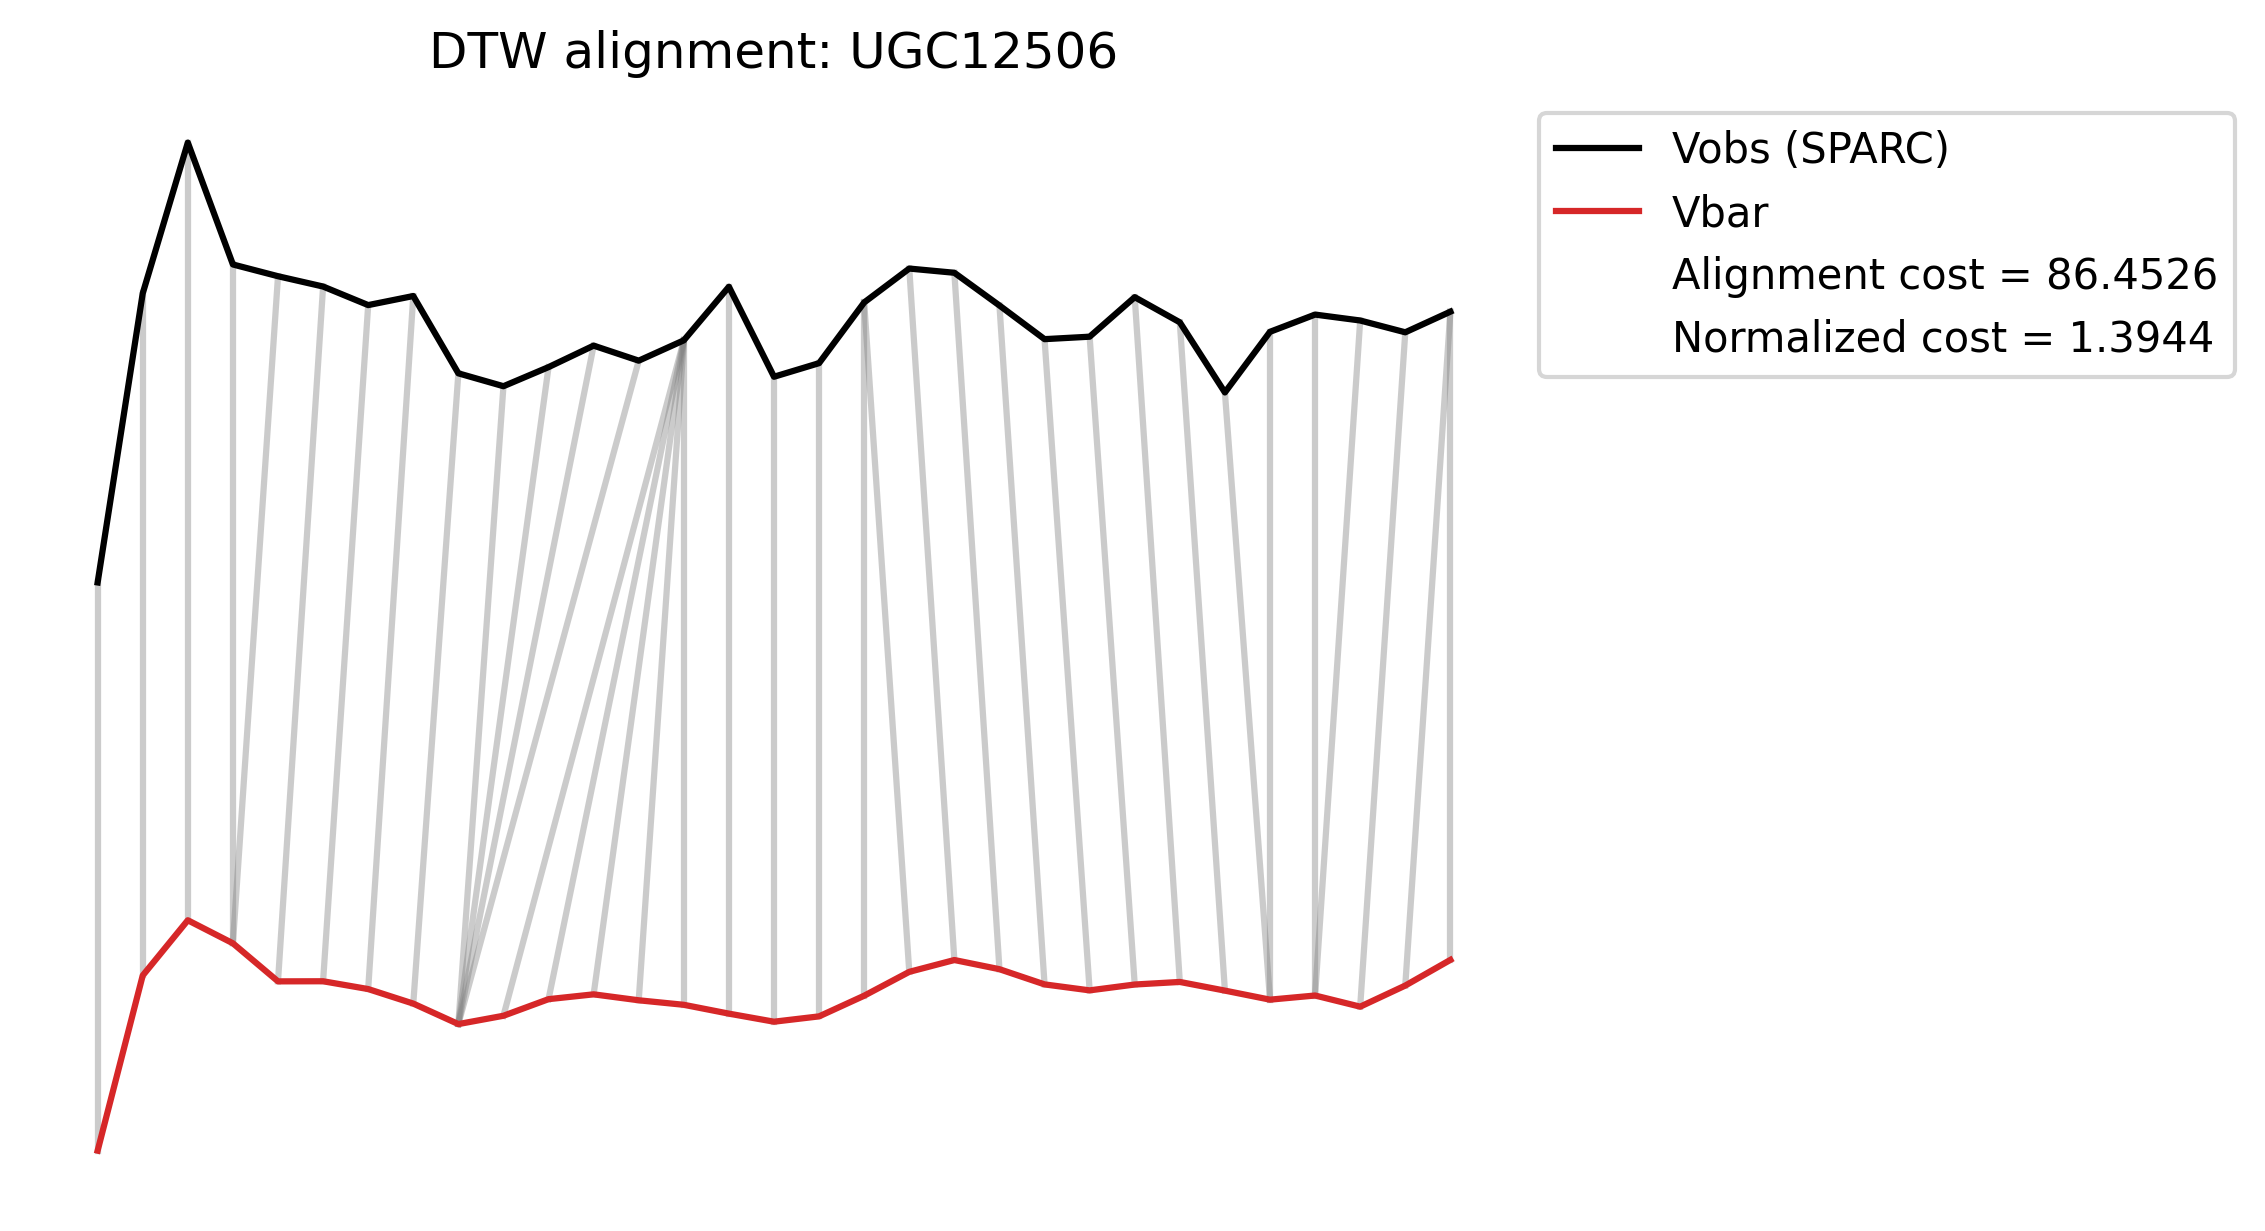 DTW alignment: UGC12506
Vobs (SPARC)
Vbar
Alignment cost = 86.4526
Normalized cost = 1.3944